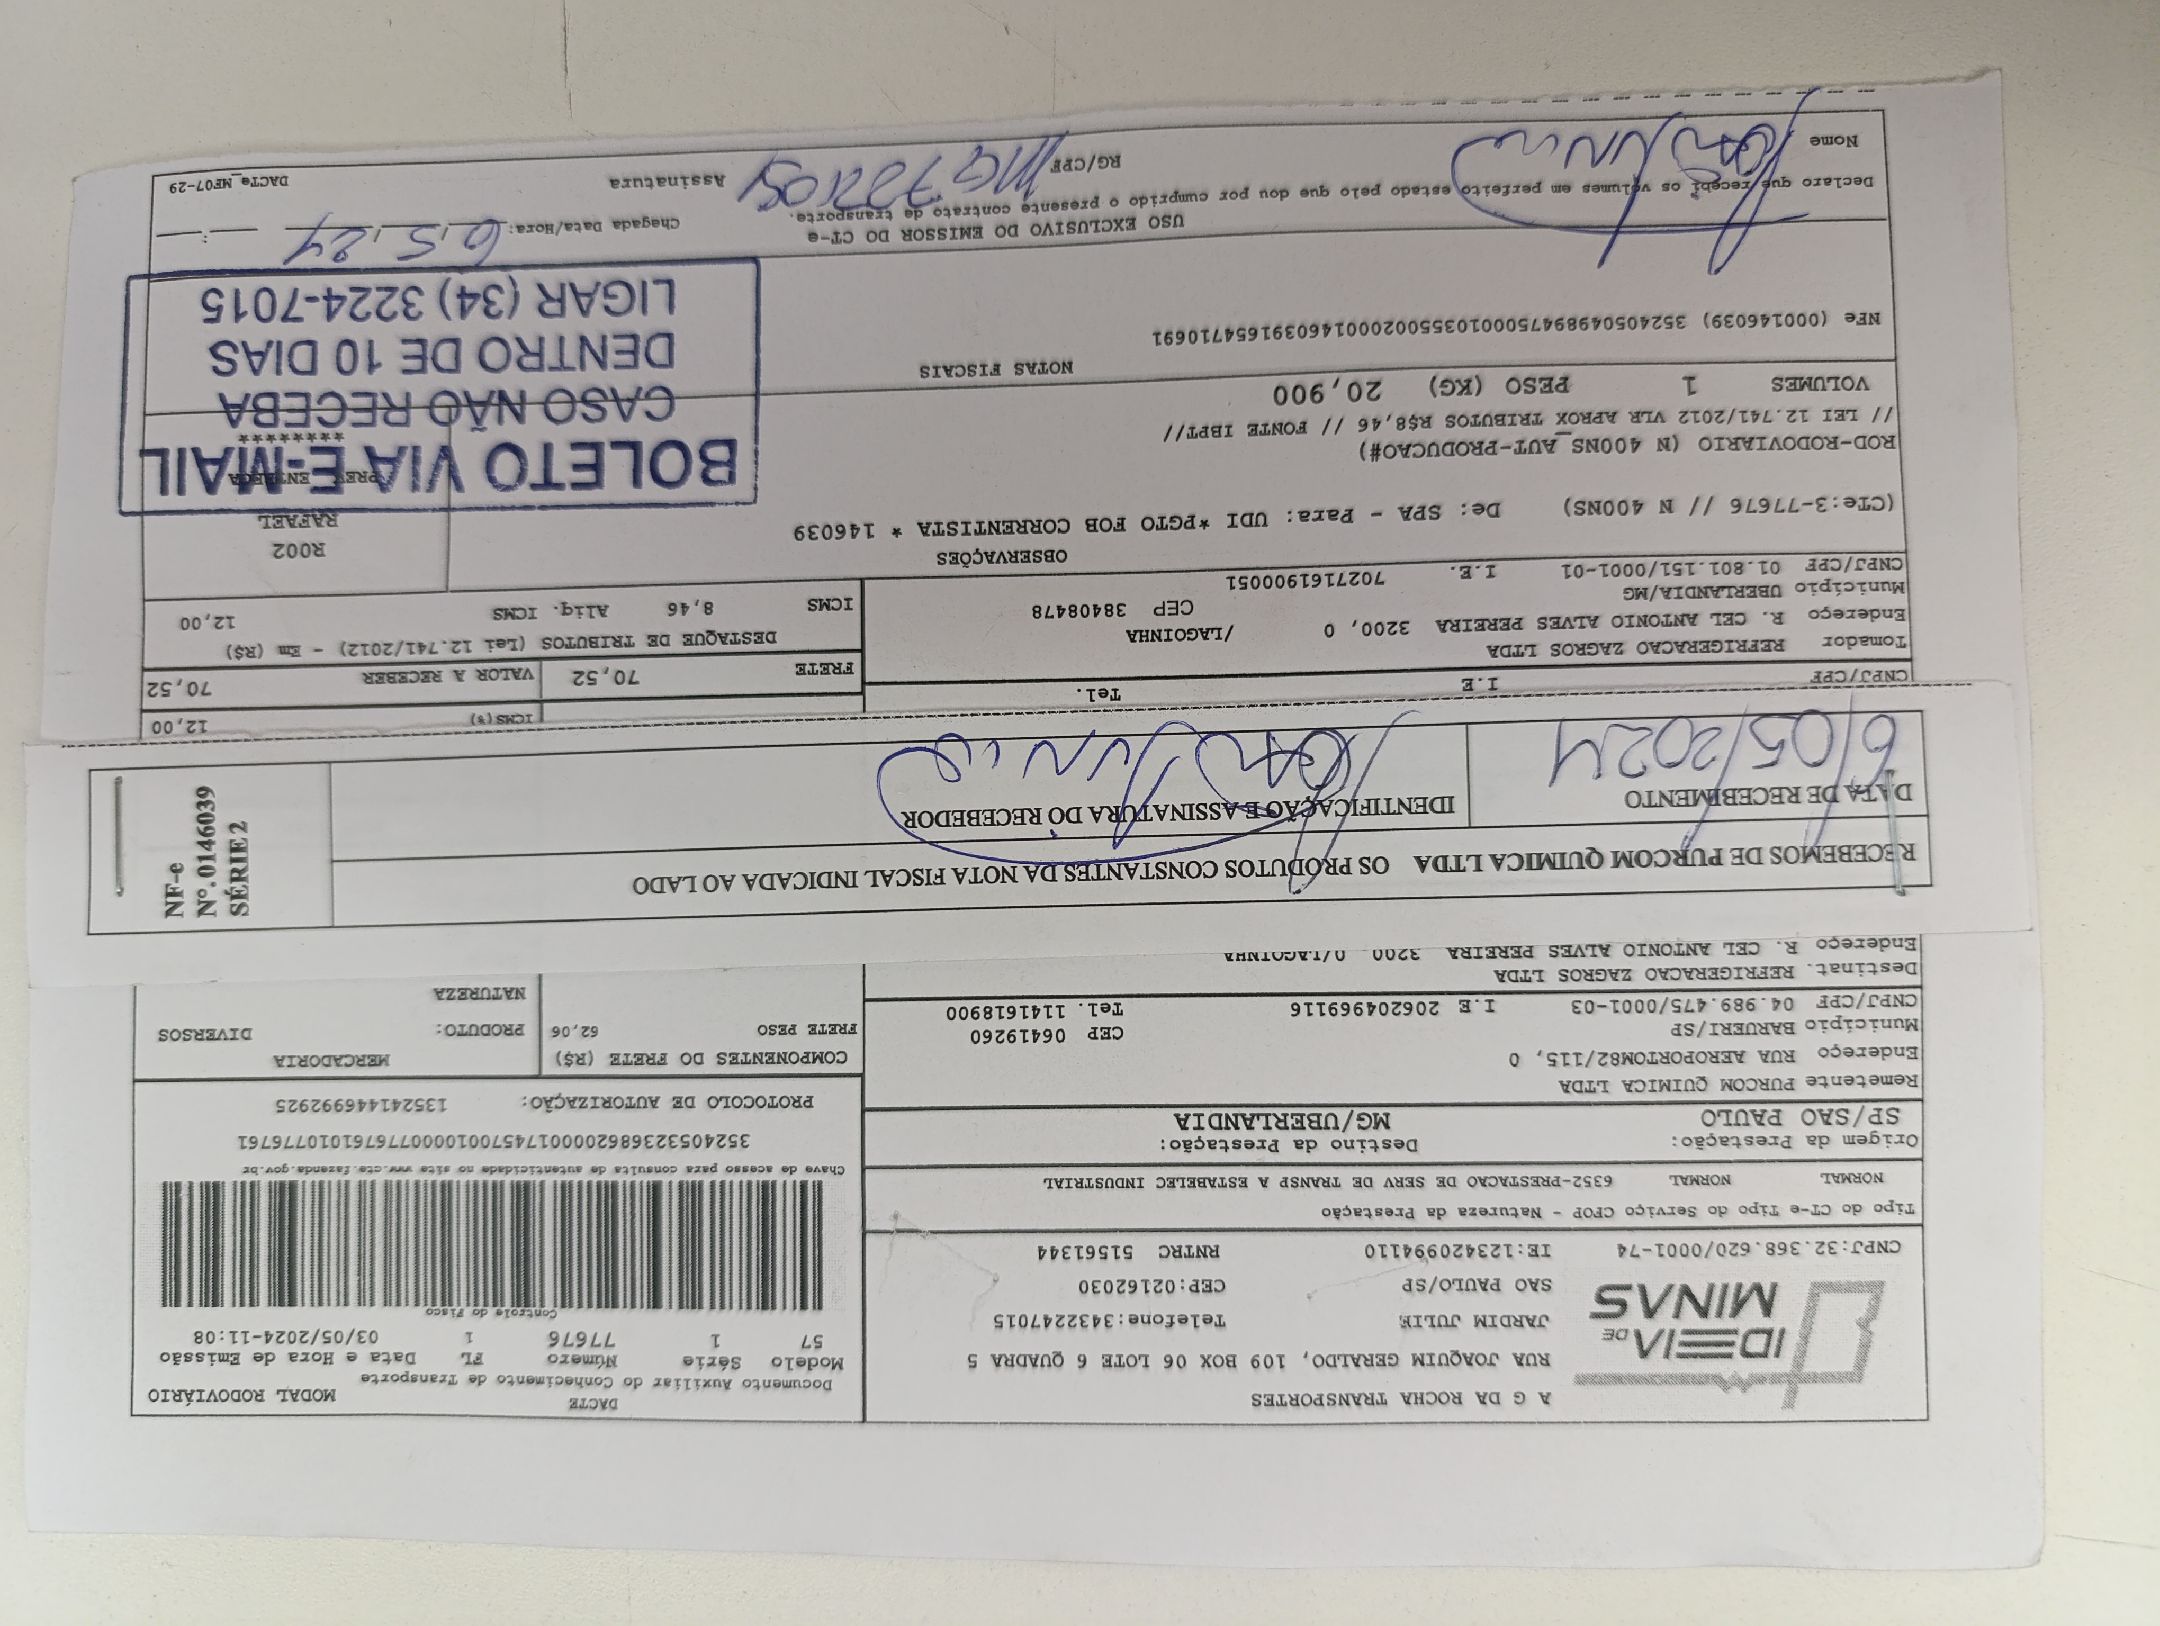 A G DA ROCHA TRANSPORTES
RUA JOAQUIM GERALDO, 109 BOX 06 LOTE 6 QUADRA 5
JARDIM JULIE Telefone:3432247015
SAO PAULO/SP CEP:02162030
IDEIA DE
MINAS
CNPJ:32.368.620/0001-74 IE:123420994110 RNTRC 51561344
DACTE MODAL RODOVIÁRIO
Documento Auxiliar do Conhecimento de Transporte
Modelo Série Número FL Data e Hora de Emissão
57 1 77676 1 03/05/2024-11:08
Controle do Fisco
Chave de acesso para consulta de autenticidade no site www.cte.fazenda.gov.br
35240532368620000174570010000776761010776761
PROTOCOLO DE AUTORIZAÇÃO: 135241446992925
Tipo do CT-e Tipo do Serviço CFOP - Natureza da Prestação
NORMAL NORMAL 6352-PRESTACAO DE SERV DE TRANSP A ESTABELEC INDUSTRIAL
Origem da Prestação: Destino da Prestação:
SP/SAO PAULO MG/UBERLANDIA
Remetente PURCOM QUIMICA LTDA
Endereço RUA AEROPORTOM82/115, 0
Município BARUERI/SP CEP 06419260
CNPJ/CPF 04.989.475/0001-03 I.E 206204969116 Tel. 1141618900
Destinat. REFRIGERACAO ZAGROS LTDA
Endereço R. CEL ANTONIO ALVES PEREIRA 3200, 0/LAGOINHA
COMPONENTES DO FRETE (R$) MERCADORIA
FRETE PESO 62,06 PRODUTO: DIVERSOS
NATUREZA
RECEBEMOS DE PURCOM QUIMICA LTDA OS PRODUTOS CONSTANTES DA NOTA FISCAL INDICADA AO LADO
DATA DE RECEBIMENTO IDENTIFICAÇÃO E ASSINATURA DO RECEBEDOR
6/05/2024
NF-e
Nº. 0146039
SÉRIE 2
CNPJ/CPF I.E Tel.
ICMS(%) 12,00
FRETE 70,52 VALOR A RECEBER 70,52
Tomador REFRIGERACAO ZAGROS LTDA
Endereço R. CEL ANTONIO ALVES PEREIRA 3200, 0 /LAGOINHA
Município UBERLANDIA/MG CEP 38408478
CNPJ/CPF 01.801.151/0001-01 I.E. 7027161900051
DESTAQUE DE TRIBUTOS (Lei 12.741/2012) - Em (R$)
ICMS 8,46 Aliq. ICMS 12,00
OBSERVAÇÕES
(CTe:3-77676 // N 400NS) De: SPA - Para: UDI *PGTO FOB CORRENTISTA * 146039
ROD-RODOVIARIO (N 400NS_AUT-PRODUCAO#)
// LEI 12.741/2012 VLR APROX TRIBUTOS R$8,46 // FONTE IBPT//
R002
RAFAEL
PREV ENTREGA
*********
VOLUMES 1 PESO (KG) 20,900
NOTAS FISCAIS
NFe (000146039) 35240504989475000103550020001460391654710691
BOLETO VIA E-MAIL
CASO NÃO RECEBA
DENTRO DE 10 DIAS
LIGAR (34) 3224-7015
USO EXCLUSIVO DO EMISSOR DO CT-e
Chegada Data/Hora: 6,5,24
Declaro que recebi os volumes em perfeito estado pelo que dou por cumprido o presente contrato de transporte.
Nome RG/CPF Assinatura
DACTe_MF07-29